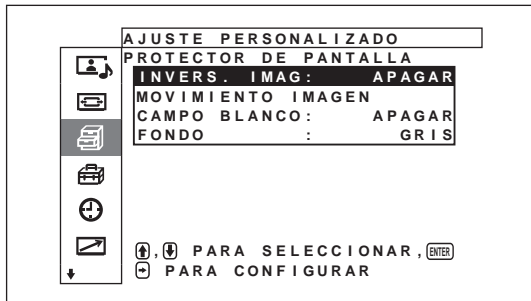 AJUSTE PERSONALIZADO
PROTECTOR DE PANTALLA
INVERS. IMAG: APAGAR
MOVIMIENTO IMAGEN
CAMPO BLANCO: APAGAR
FONDO : GRIS
, PARA SELECCIONAR, ENTER
PARA CONFIGURAR